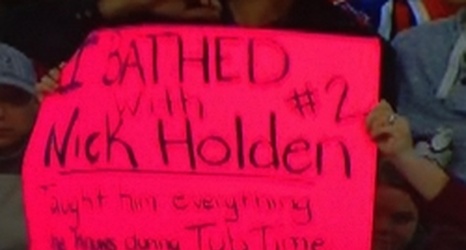 I BATHED
with #2
Nick Holden
Taught him everything
he knows during Tub Time